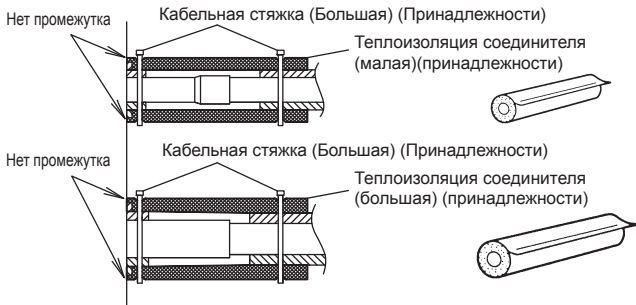 Нет промежутка
Кабельная стяжка (Большая) (Принадлежности)
Теплоизоляция соединителя
(малая)(принадлежности)
Нет промежутка
Кабельная стяжка (Большая) (Принадлежности)
Теплоизоляция соединителя
(большая) (принадлежности)